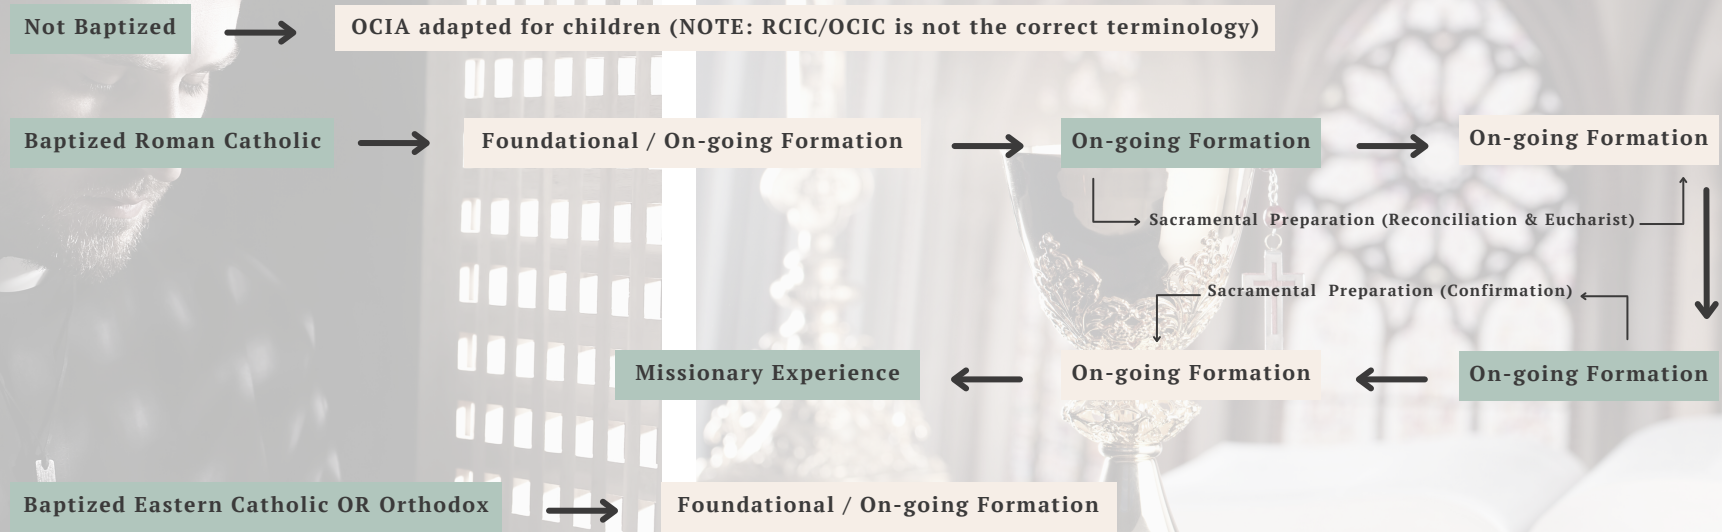 Not Baptized
OCIA adapted for children (NOTE: RCIC/OCIC is not the correct terminology)
Baptized Roman Catholic
Foundational / On-going Formation
On-going Formation
On-going Formation
Sacramental Preparation (Reconciliation & Eucharist)
Sacramental Preparation (Confirmation)
Missionary Experience
On-going Formation
On-going Formation
Baptized Eastern Catholic OR Orthodox
Foundational / On-going Formation